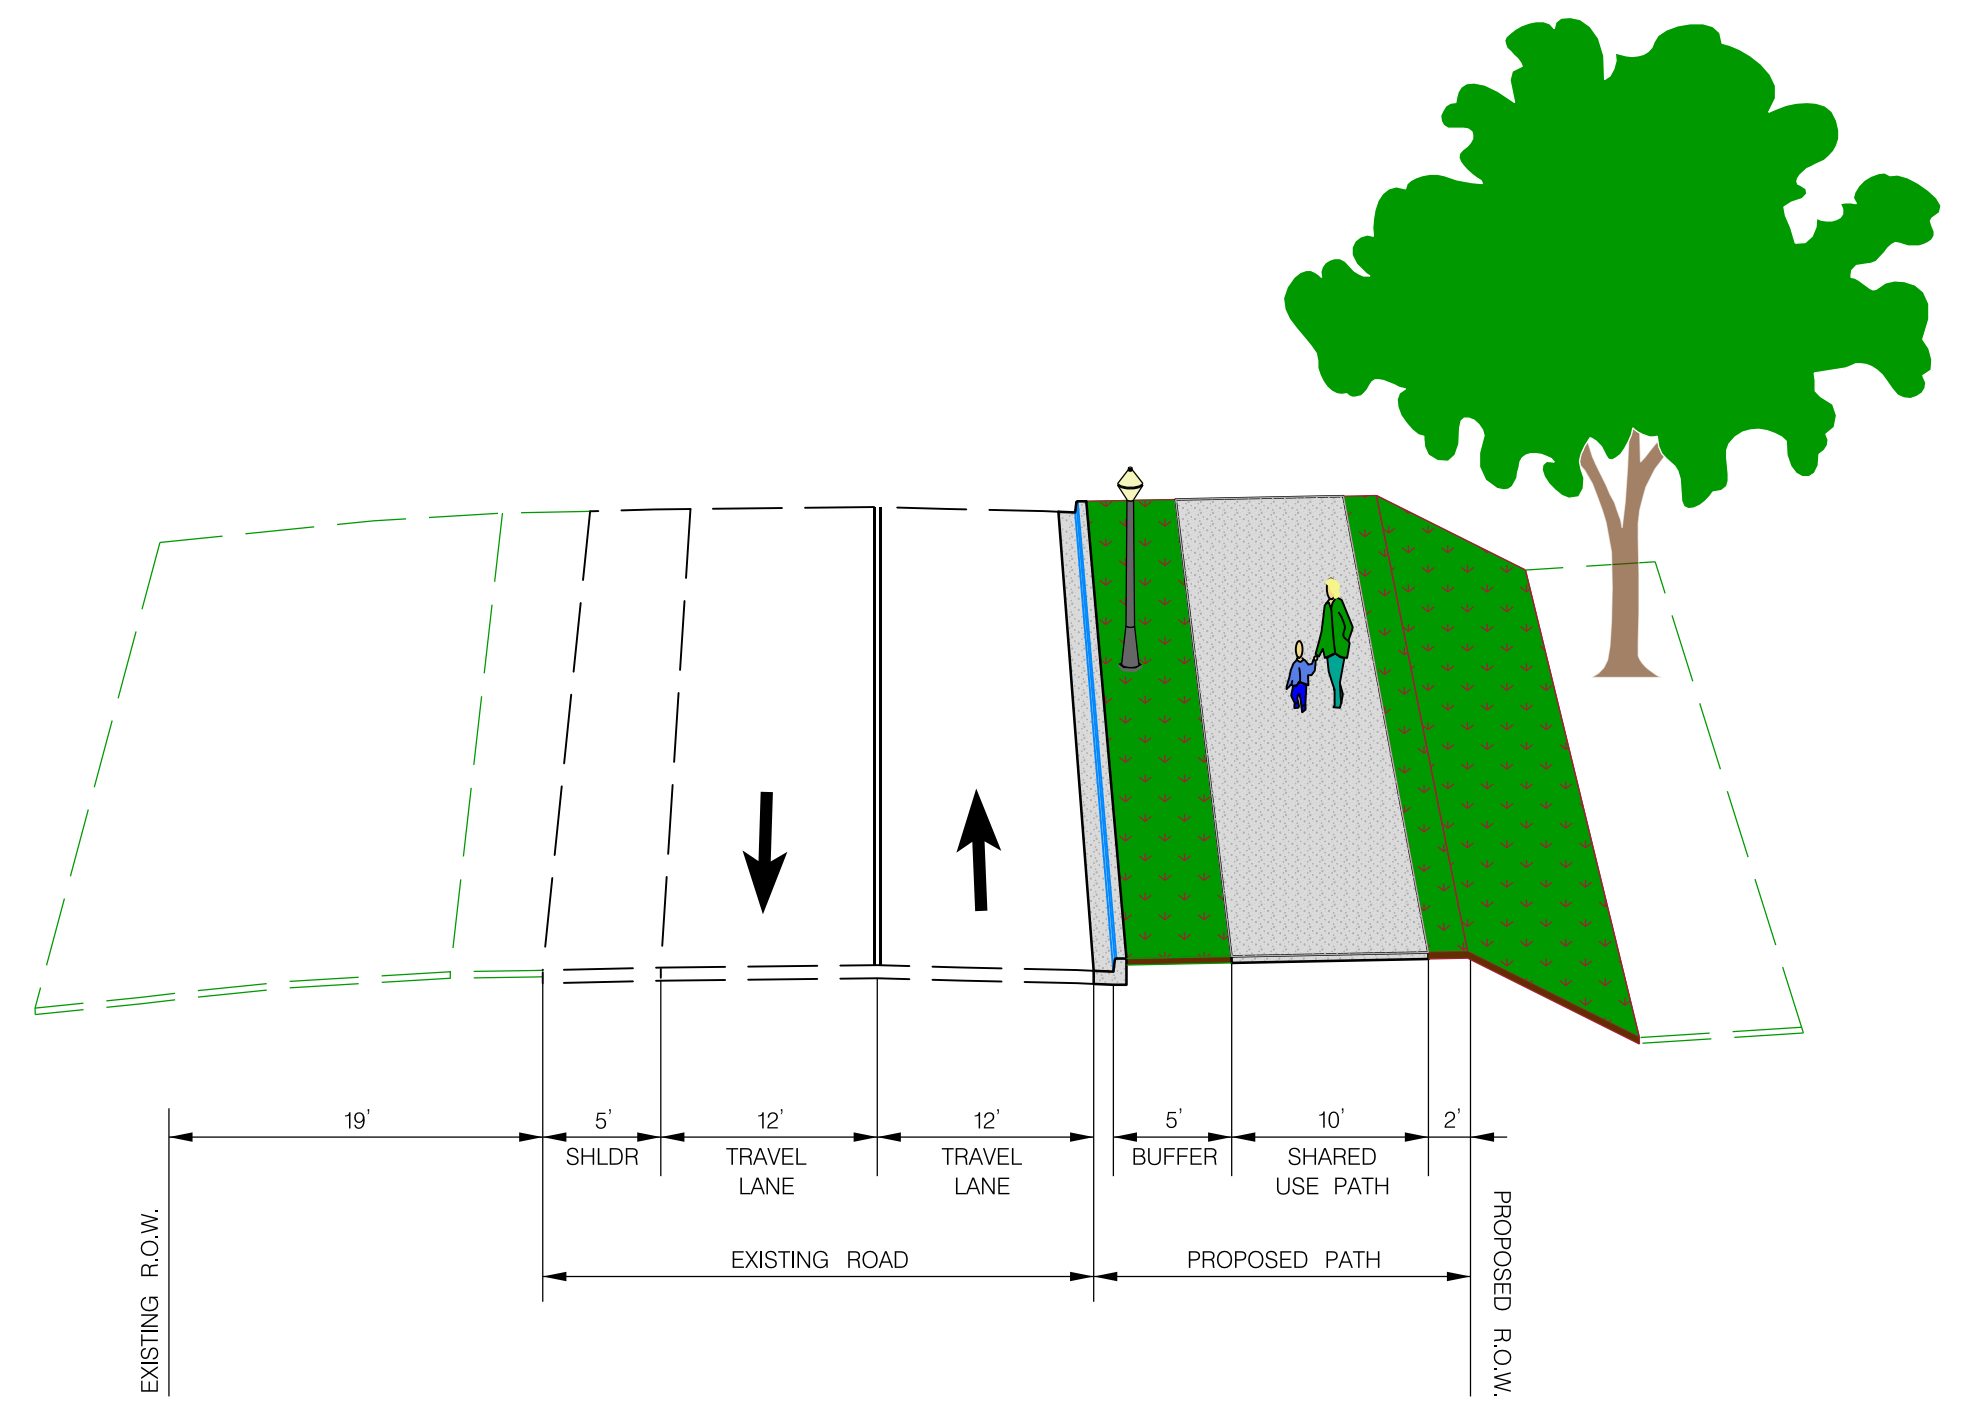 19' 5' 12' 12' 5' 10' 2'
SHLDR TRAVEL TRAVEL BUFFER SHARED
LANE LANE USE PATH
EXISTING ROAD PROPOSED PATH
EXISTING R.O.W.
PROPOSED R.O.W.